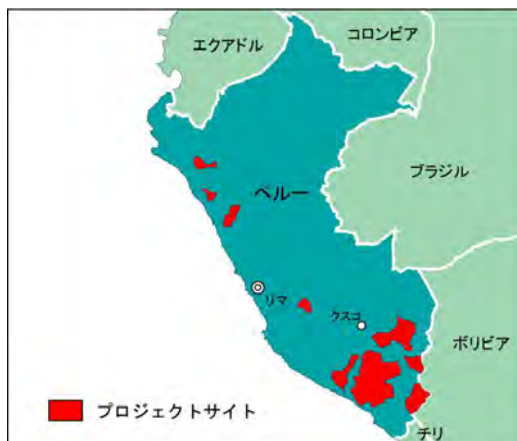 コロンビア
エクアドル
ブラジル
ペルー
リマ
クスコ
ボリビア
プロジェクトサイト
チリ